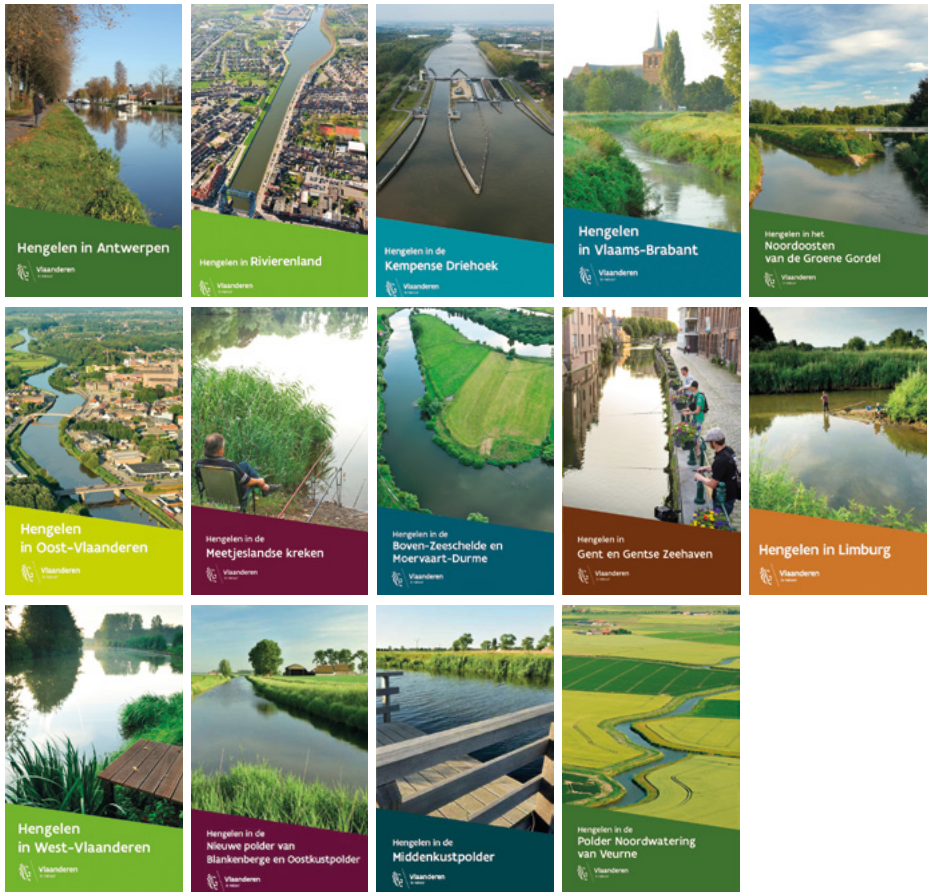 Hengelen in Antwerpen
Vlaanderen
Hengelen in Rivierenland
Vlaanderen
Hengelen in de
Kempense Driehoek
Vlaanderen
Hengelen
in Vlaams-Brabant
Vlaanderen
Hengelen in het
Noordoosten
van de Groene Gordel
Vlaanderen
Hengelen
in Oost-Vlaanderen
Vlaanderen
Hengelen in de
Meetjeslandse kreken
Vlaanderen
Hengelen in de
Boven-Zeeschelde en
Moervaart-Durme
Vlaanderen
Hengelen in
Gent en Gentse Zeehaven
Vlaanderen
Hengelen in Limburg
Vlaanderen
Hengelen
in West-Vlaanderen
Vlaanderen
Hengelen in de
Nieuwe polder van
Blankenberge en Oostkustpolder
Vlaanderen
Hengelen in de
Middenkustpolder
Vlaanderen
Hengelen in de
Polder Noordwatering
van Veurne
Vlaanderen